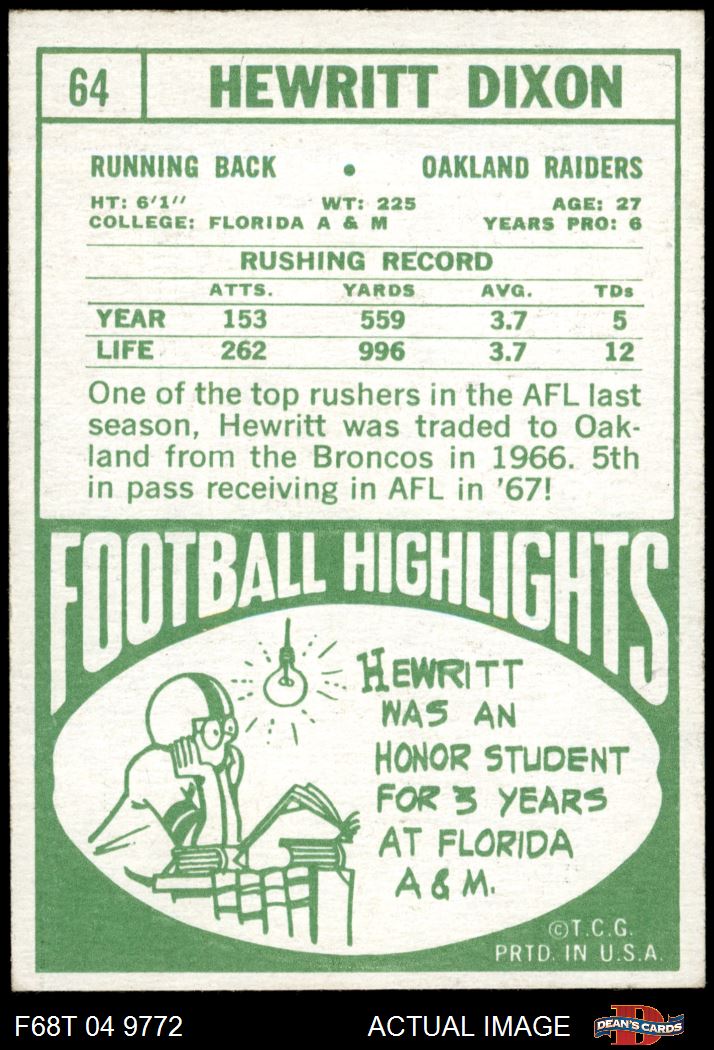 64 HEWRITT DIXON
RUNNING BACK • OAKLAND RAIDERS
HT: 6'1" WT: 225 AGE: 27
COLLEGE: FLORIDA A & M YEARS PRO: 6
RUSHING RECORD
ATTS. YARDS AVG. TDs
YEAR 153 559 3.7 5
LIFE 262 996 3.7 12
One of the top rushers in the AFL last
season, Hewritt was traded to Oak-
land from the Broncos in 1966. 5th
in pass receiving in AFL in '67!
FOOTBALL HIGHLIGHTS
HEWRITT
WAS AN
HONOR STUDENT
FOR 3 YEARS
AT FLORIDA
A & M.
©T.C.G.
PRTD. IN U.S.A.
F68T 04 9772 ACTUAL IMAGE D DEAN'S CARDS